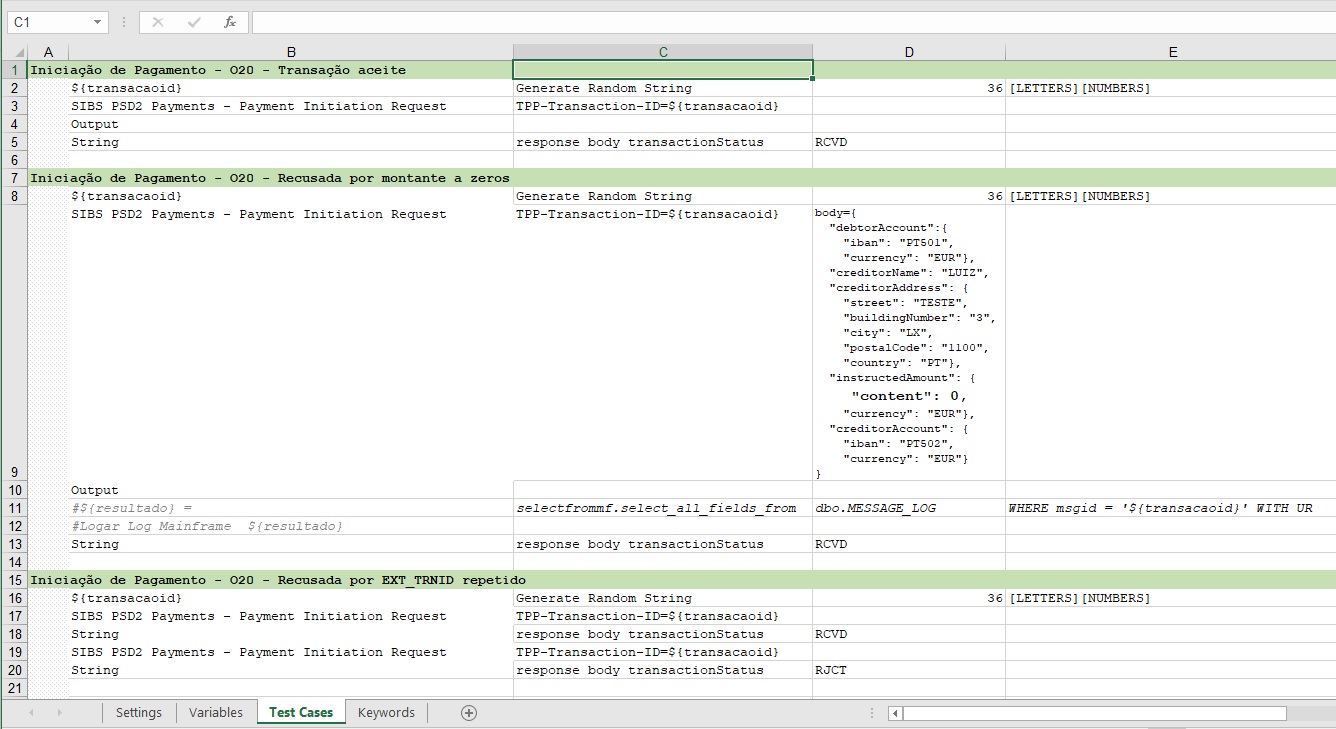 C1
fx
A B C D E
1 Iniciação de Pagamento - O20 - Transação aceite
2 ${transacaoid} Generate Random String 36 [LETTERS][NUMBERS]
3 SIBS PSD2 Payments - Payment Initiation Request TPP-Transaction-ID=${transacaoid}
4 Output
5 String response body transactionStatus RCVD
6
7 Iniciação de Pagamento - O20 - Recusada por montante a zeros
8 ${transacaoid} Generate Random String 36 [LETTERS][NUMBERS]
9 SIBS PSD2 Payments - Payment Initiation Request TPP-Transaction-ID=${transacaoid} body={
"debtorAccount":{
"iban": "PT501",
"currency": "EUR"},
"creditorName": "LUIZ",
"creditorAddress": {
"street": "TESTE",
"buildingNumber": "3",
"city": "LX",
"postalCode": "1100",
"country": "PT"},
"instructedAmount": {
"content": 0,
"currency": "EUR"},
"creditorAccount": {
"iban": "PT502",
"currency": "EUR"}
}
10 Output
11 #${resultado} = selectfrommf.select_all_fields_from dbo.MESSAGE_LOG WHERE msgid = '${transacaoid}' WITH UR
12 #Logar Log Mainframe ${resultado}
13 String response body transactionStatus RCVD
14
15 Iniciação de Pagamento - O20 - Recusada por EXT_TRNID repetido
16 ${transacaoid} Generate Random String 36 [LETTERS][NUMBERS]
17 SIBS PSD2 Payments - Payment Initiation Request TPP-Transaction-ID=${transacaoid}
18 String response body transactionStatus RCVD
19 SIBS PSD2 Payments - Payment Initiation Request TPP-Transaction-ID=${transacaoid}
20 String response body transactionStatus RJCT
21
Settings Variables Test Cases Keywords